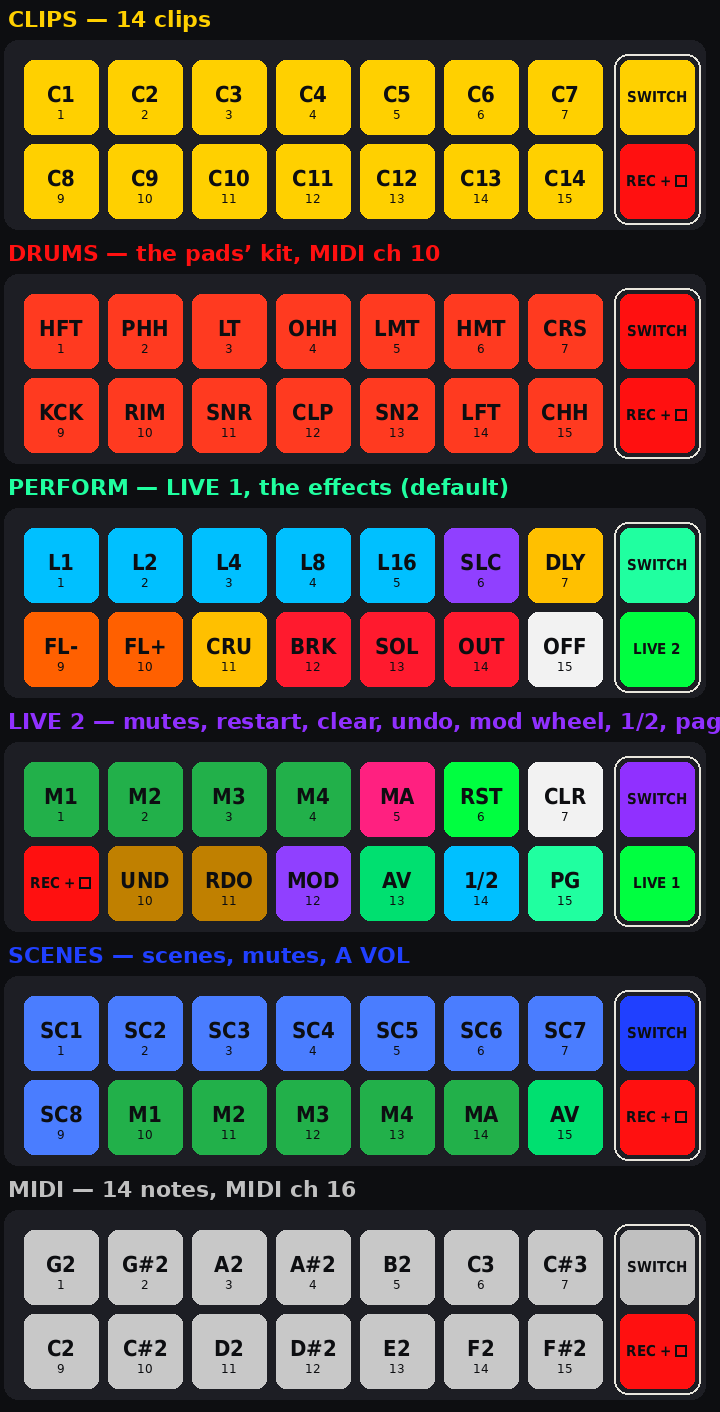 CLIPS — 14 clips
C1 C2 C3 C4 C5 C6 C7 SWITCH
1 2 3 4 5 6 7
C8 C9 C10 C11 C12 C13 C14 REC + □
9 10 11 12 13 14 15
DRUMS — the pads’ kit, MIDI ch 10
HFT PHH LT OHH LMT HMT CRS SWITCH
1 2 3 4 5 6 7
KCK RIM SNR CLP SN2 LFT CHH REC + □
9 10 11 12 13 14 15
PERFORM — LIVE 1, the effects (default)
L1 L2 L4 L8 L16 SLC DLY SWITCH
1 2 3 4 5 6 7
FL- FL+ CRU BRK SOL OUT OFF LIVE 2
9 10 11 12 13 14 15
LIVE 2 — mutes, restart, clear, undo, mod wheel, 1/2, pag
M1 M2 M3 M4 MA RST CLR SWITCH
1 2 3 4 5 6 7
REC + □ UND RDO MOD AV 1/2 PG LIVE 1
10 11 12 13 14 15
SCENES — scenes, mutes, A VOL
SC1 SC2 SC3 SC4 SC5 SC6 SC7 SWITCH
1 2 3 4 5 6 7
SC8 M1 M2 M3 M4 MA AV REC + □
9 10 11 12 13 14 15
MIDI — 14 notes, MIDI ch 16
G2 G#2 A2 A#2 B2 C3 C#3 SWITCH
1 2 3 4 5 6 7
C2 C#2 D2 D#2 E2 F2 F#2 REC + □
9 10 11 12 13 14 15